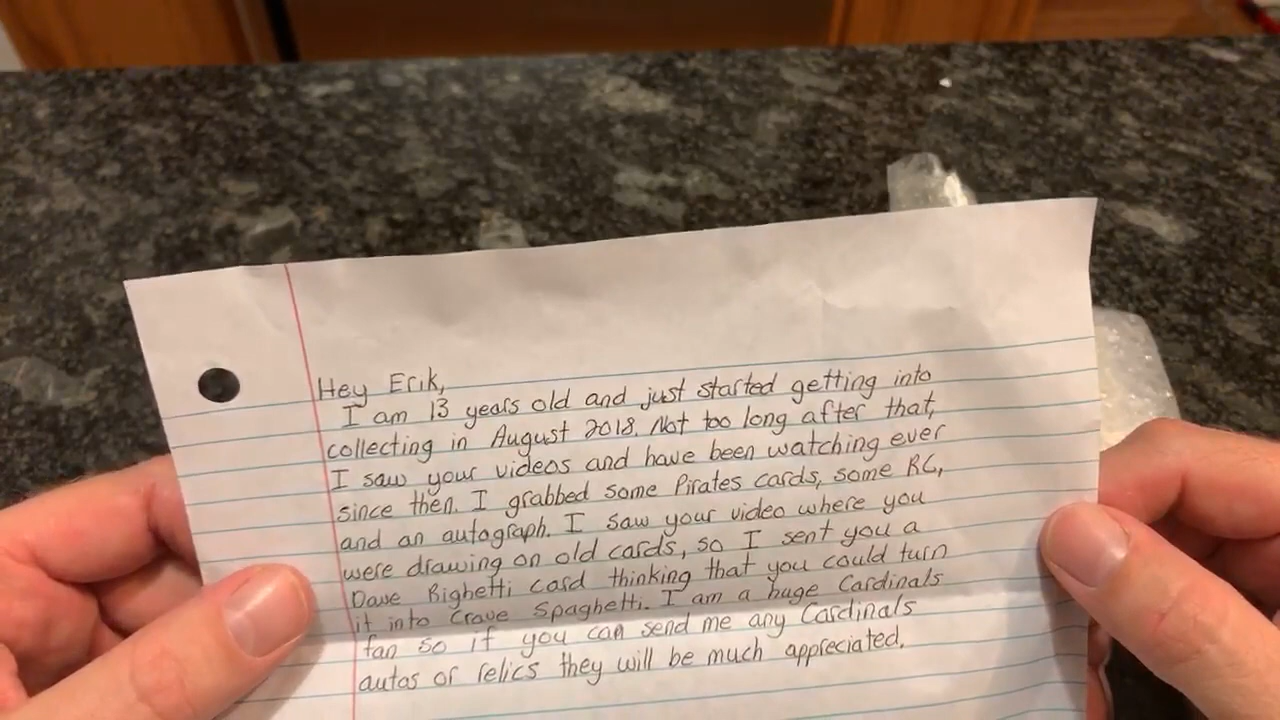 Hey Erik,
I am 13 years old and just started getting into
collecting in August 2018. Not too long after that,
I saw your videos and have been watching ever
since then. I grabbed some Pirates cards, some RC,
and an autograph. I saw your video where you
were drawing on old cards, so I sent you a
Dave Righetti card thinking that you could turn
it into Crave Spaghetti. I am a huge Cardinals
fan so if you can send me any Cardinals
autos or relics they will be much appreciated.